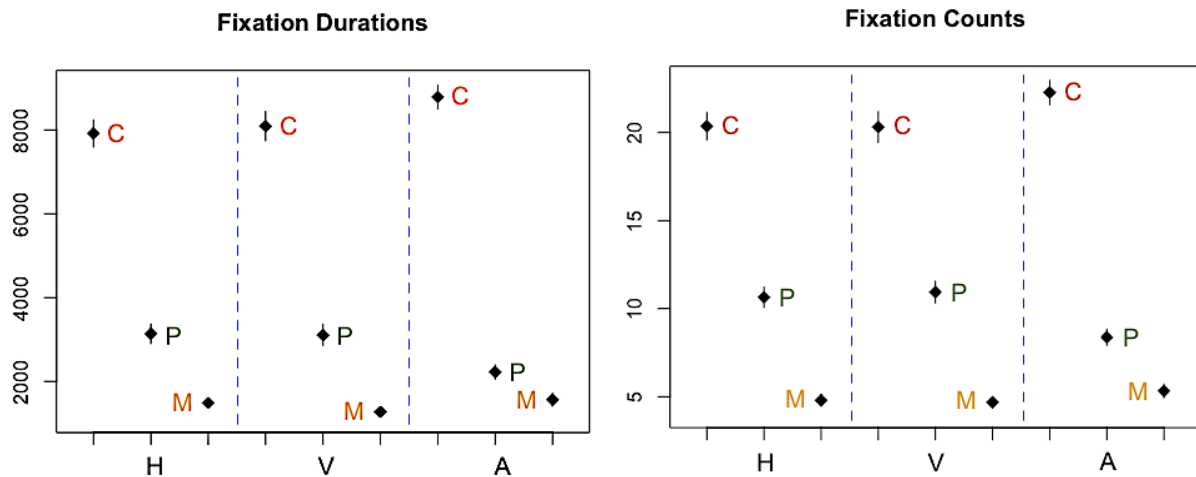 Fixation Durations
8000
6000
4000
2000
C
P
M
C
P
M
C
P
M
H V A
Fixation Counts
20
15
10
5
C
P
M
C
P
M
C
P
M
H V A